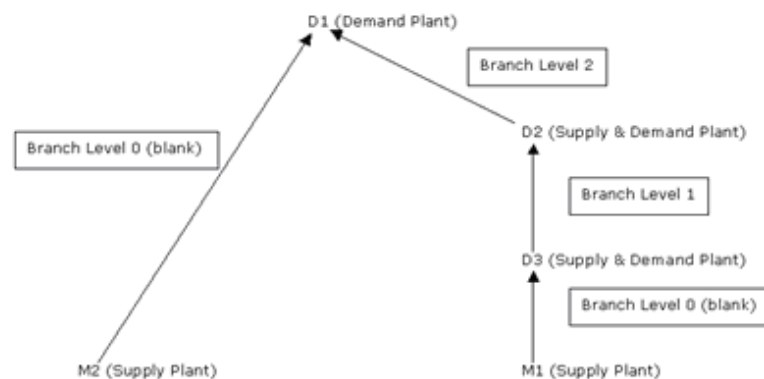 D1 (Demand Plant)
Branch Level 2
D2 (Supply & Demand Plant)
Branch Level 0 (blank)
Branch Level 1
D3 (Supply & Demand Plant)
Branch Level 0 (blank)
M2 (Supply Plant)
M1 (Supply Plant)